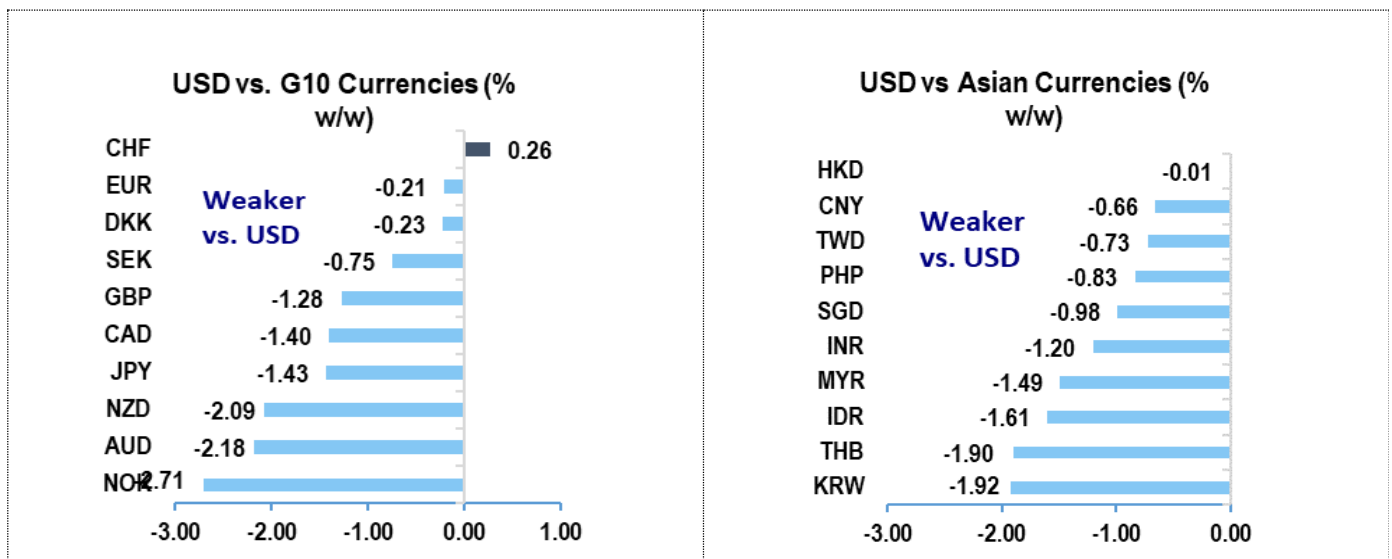 USD vs. G10 Currencies (%
w/w)
CHF 0.26
EUR -0.21
DKK -0.23
SEK -0.75
GBP -1.28
CAD -1.40
JPY -1.43
NZD -2.09
AUD -2.18
NOK -2.71
Weaker
vs. USD
-3.00 -2.00 -1.00 0.00 1.00
USD vs Asian Currencies (%
w/w)
HKD -0.01
CNY -0.66
TWD -0.73
PHP -0.83
SGD -0.98
INR -1.20
MYR -1.49
IDR -1.61
THB -1.90
KRW -1.92
Weaker
vs. USD
-3.00 -2.00 -1.00 0.00